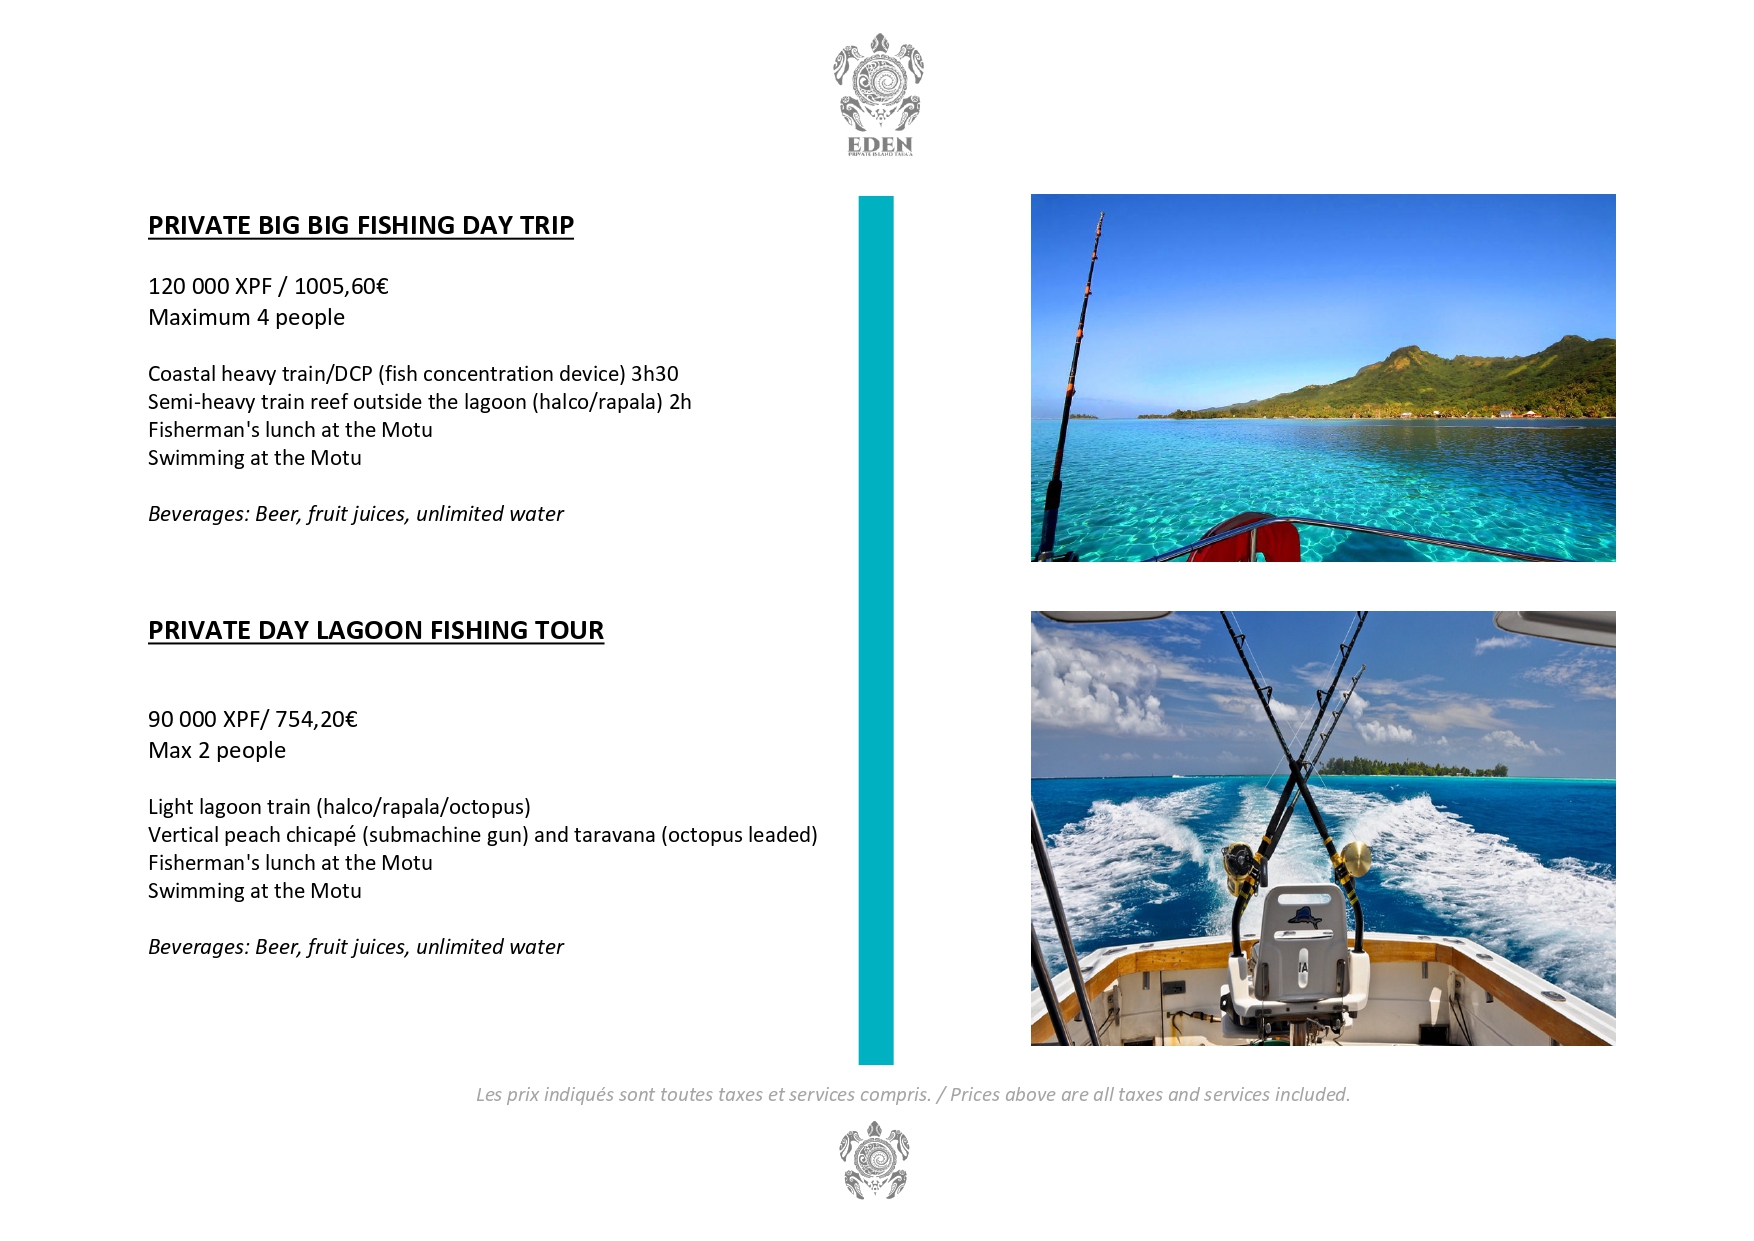 EDEN
PRIVATE ISLAND TAHA'A
PRIVATE BIG BIG FISHING DAY TRIP
120 000 XPF / 1005,60€
Maximum 4 people
Coastal heavy train/DCP (fish concentration device) 3h30
Semi-heavy train reef outside the lagoon (halco/rapala) 2h
Fisherman's lunch at the Motu
Swimming at the Motu
Beverages: Beer, fruit juices, unlimited water
PRIVATE DAY LAGOON FISHING TOUR
90 000 XPF/ 754,20€
Max 2 people
Light lagoon train (halco/rapala/octopus)
Vertical peach chicapé (submachine gun) and taravana (octopus leaded)
Fisherman's lunch at the Motu
Swimming at the Motu
Beverages: Beer, fruit juices, unlimited water
Les prix indiqués sont toutes taxes et services compris. / Prices above are all taxes and services included.